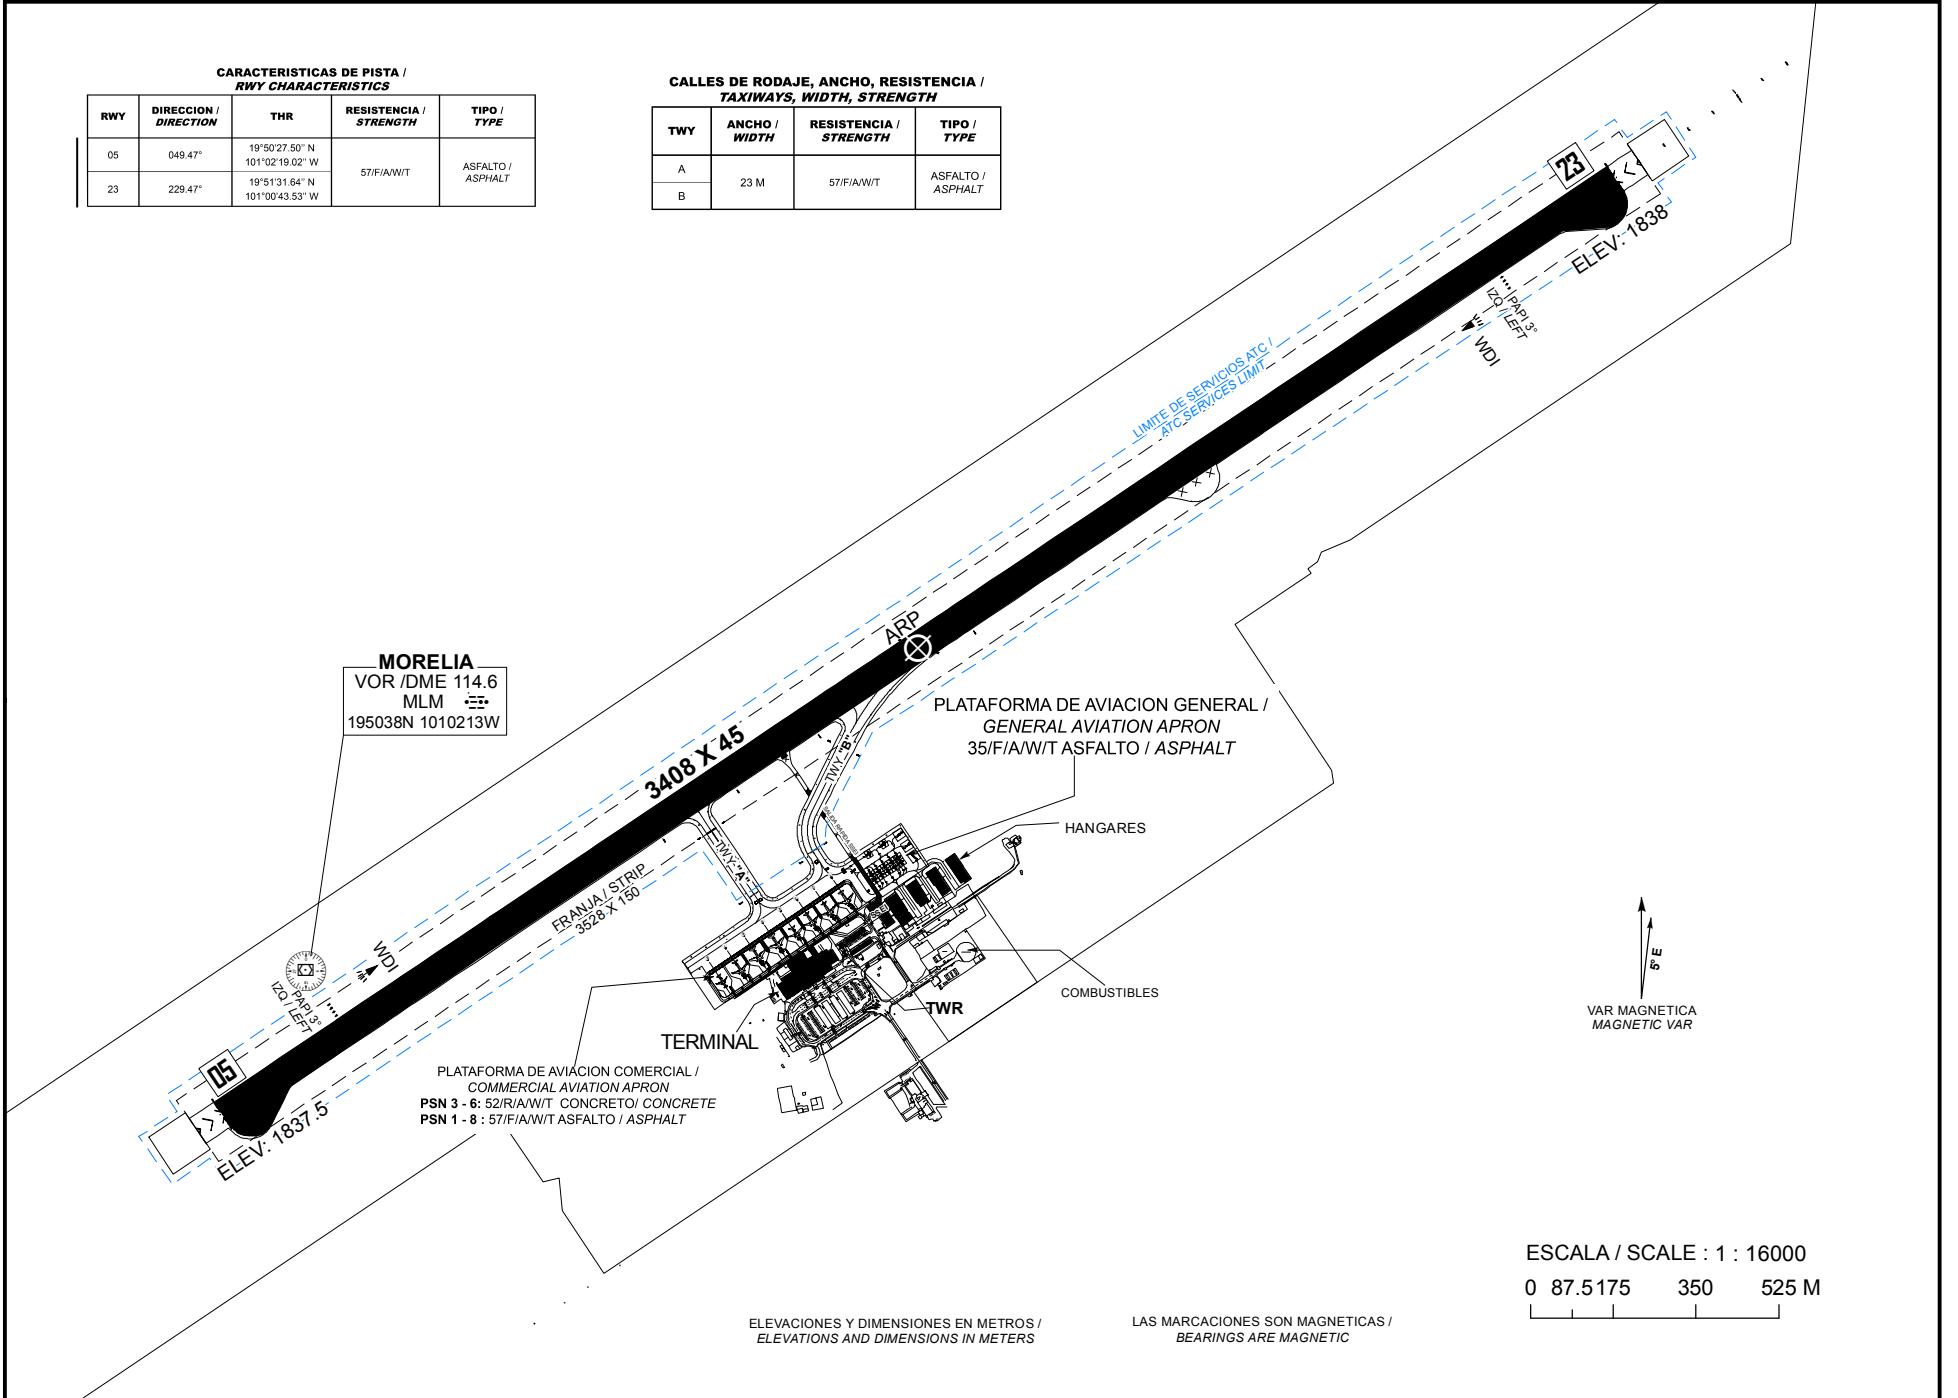 CARACTERISTICAS DE PISTA /
RWY CHARACTERISTICS
RWY DIRECCION / DIRECTION THR RESISTENCIA / STRENGTH TIPO / TYPE
05 049.47° 19°50'27.50" N
101°02'19.02" W
23 229.47° 19°51'31.64" N
101°00'43.53" W
57/F/A/W/T
ASFALTO /
ASPHALT
CALLES DE RODAJE, ANCHO, RESISTENCIA /
TAXIWAYS, WIDTH, STRENGTH
TWY ANCHO / WIDTH RESISTENCIA / STRENGTH TIPO / TYPE
A
B
23 M
57/F/A/W/T
ASFALTO /
ASPHALT
23
ELEV: 1838
PAPI 3°
IZQ / LEFT
WDI
LIMITE DE SERVICIOS ATC /
ATC SERVICES LIMIT
ARP
MORELIA
VOR /DME 114.6
MLM
195038N 1010213W
3408 X 45
PLATAFORMA DE AVIACION GENERAL /
GENERAL AVIATION APRON
35/F/A/W/T ASFALTO / ASPHALT
TWY "B"
TWY "A"
HANGARES
FRANJA / STRIP
3528 X 150
SSEI
WDI
PAPI 3°
IZQ / LEFT
COMBUSTIBLES
TWR
TERMINAL
05
ELEV: 1837.5
PLATAFORMA DE AVIACION COMERCIAL /
COMMERCIAL AVIATION APRON
PSN 3 - 6: 52/R/A/W/T CONCRETO/ CONCRETE
PSN 1 - 8 : 57/F/A/W/T ASFALTO / ASPHALT
5° E
VAR MAGNETICA
MAGNETIC VAR
ESCALA / SCALE : 1 : 16000
0 87.5 175 350 525 M
ELEVACIONES Y DIMENSIONES EN METROS /
ELEVATIONS AND DIMENSIONS IN METERS
LAS MARCACIONES SON MAGNETICAS /
BEARINGS ARE MAGNETIC